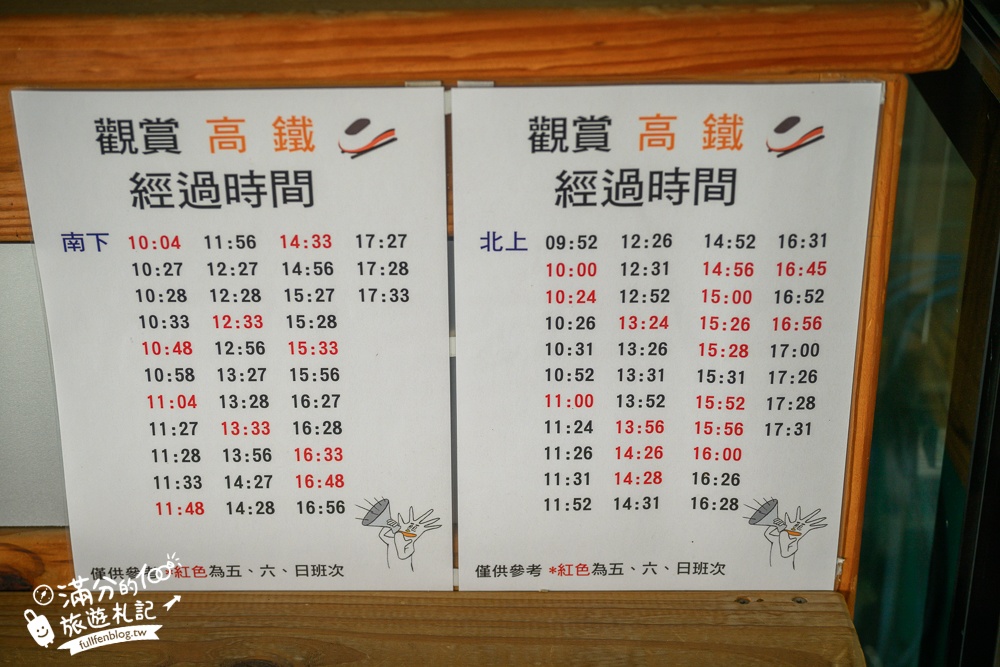 觀賞 高 鐵
經過時間
南下 10:04 11:56 14:33 17:27
10:27 12:27 14:56 17:28
10:28 12:28 15:27 17:33
10:33 12:33 15:28
10:48 12:56 15:33
10:58 13:27 15:56
11:04 13:28 16:27
11:27 13:33 16:28
11:28 13:56 16:33
11:33 14:27 16:48
11:48 14:28 16:56
僅供參考 *紅色為五、六、日班次
觀賞 高 鐵
經過時間
北上 09:52 12:26 14:52 16:31
10:00 12:31 14:56 16:45
10:24 12:52 15:00 16:52
10:26 13:24 15:26 16:56
10:31 13:26 15:28 17:00
10:52 13:31 15:31 17:26
11:00 13:52 15:52 17:28
11:24 13:56 15:56 17:31
11:26 14:26 16:00
11:31 14:28 16:26
11:52 14:31 16:28
僅供參考 *紅色為五、六、日班次
滿分的100
旅遊札記
fullfenblog.tw